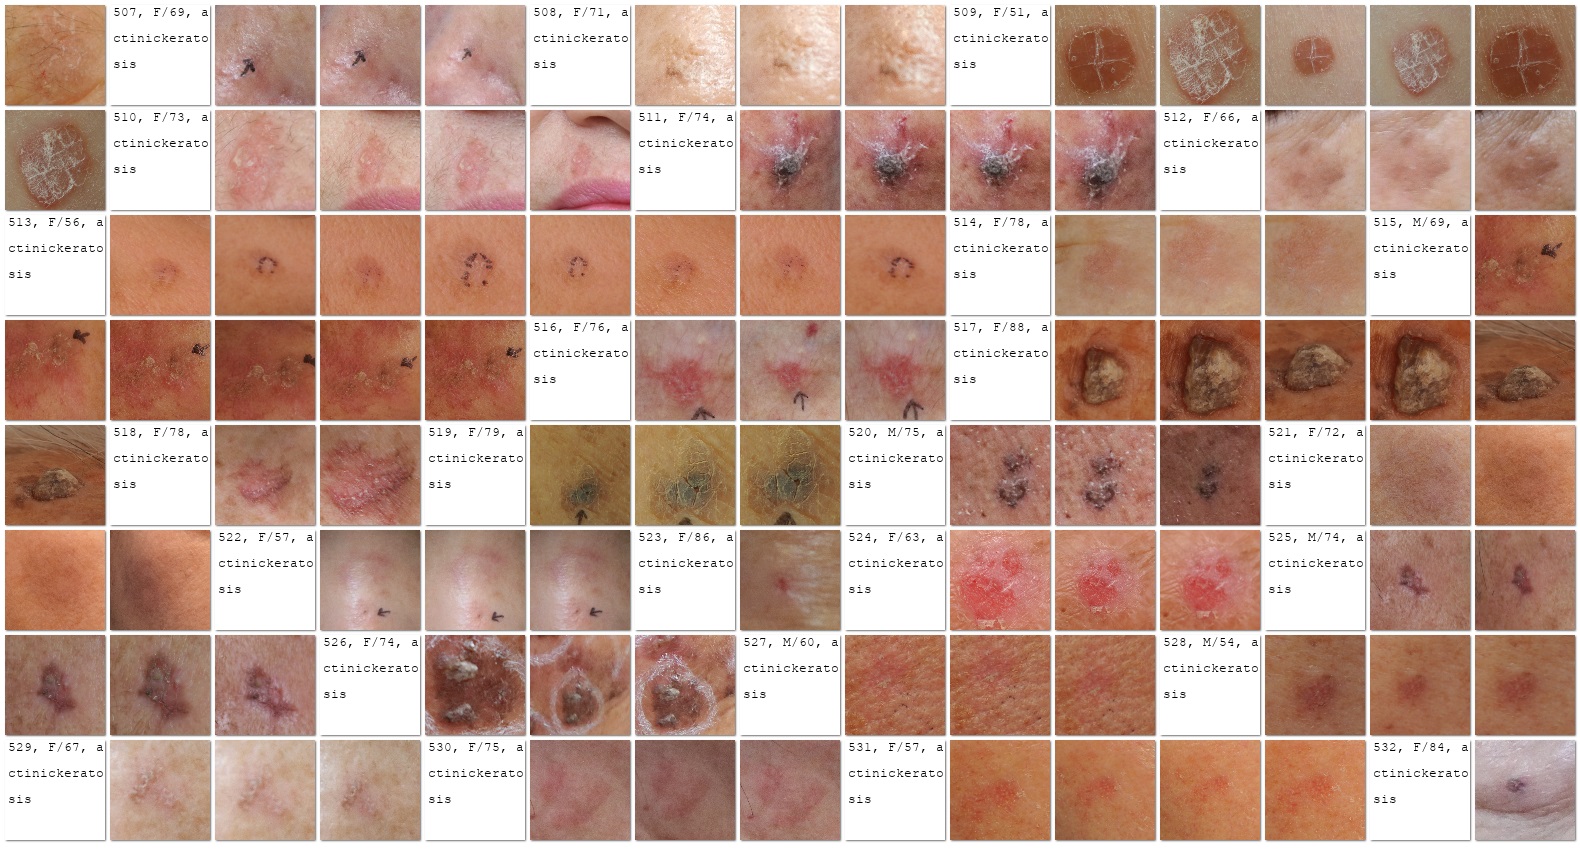 507, F/69, a
ctinickerato
sis
508, F/71, a
ctinickerato
sis
509, F/51, a
ctinickerato
sis
510, F/73, a
ctinickerato
sis
511, F/74, a
ctinickerato
sis
512, F/66, a
ctinickerato
sis
513, F/56, a
ctinickerato
sis
514, F/78, a
ctinickerato
sis
515, M/69, a
ctinickerato
sis
516, F/76, a
ctinickerato
sis
517, F/88, a
ctinickerato
sis
518, F/78, a
ctinickerato
sis
519, F/79, a
ctinickerato
sis
520, M/75, a
ctinickerato
sis
521, F/72, a
ctinickerato
sis
522, F/57, a
ctinickerato
sis
523, F/86, a
ctinickerato
sis
524, F/63, a
ctinickerato
sis
525, M/74, a
ctinickerato
sis
526, F/74, a
ctinickerato
sis
527, M/60, a
ctinickerato
sis
528, M/54, a
ctinickerato
sis
529, F/67, a
ctinickerato
sis
530, F/75, a
ctinickerato
sis
531, F/57, a
ctinickerato
sis
532, F/84, a
ctinickerato
sis